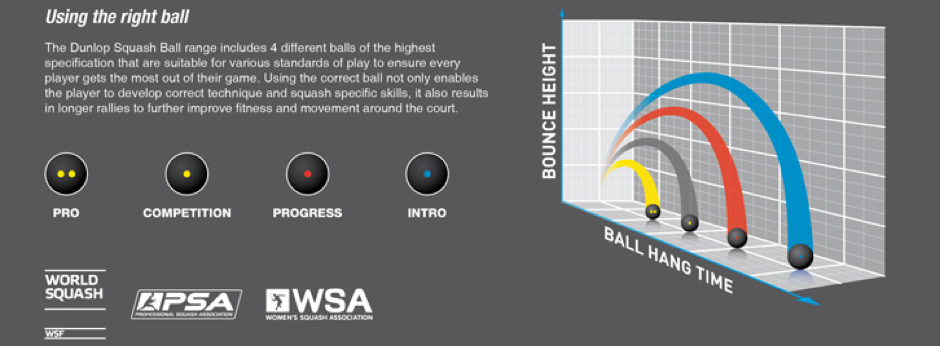 Using the right ball
The Dunlop Squash Ball range includes 4 different balls of the highest
specification that are suitable for various standards of play to ensure every
player gets the most out of their game. Using the correct ball not only enables
the player to develop correct technique and squash specific skills, it also results
in longer rallies to further improve fitness and movement around the court.
PRO
COMPETITION
PROGRESS
INTRO
WORLD
SQUASH
WSF
PSA
PROFESSIONAL SQUASH ASSOCIATION
WSA
WOMEN'S SQUASH ASSOCIATION
BOUNCE HEIGHT
BALL HANG TIME